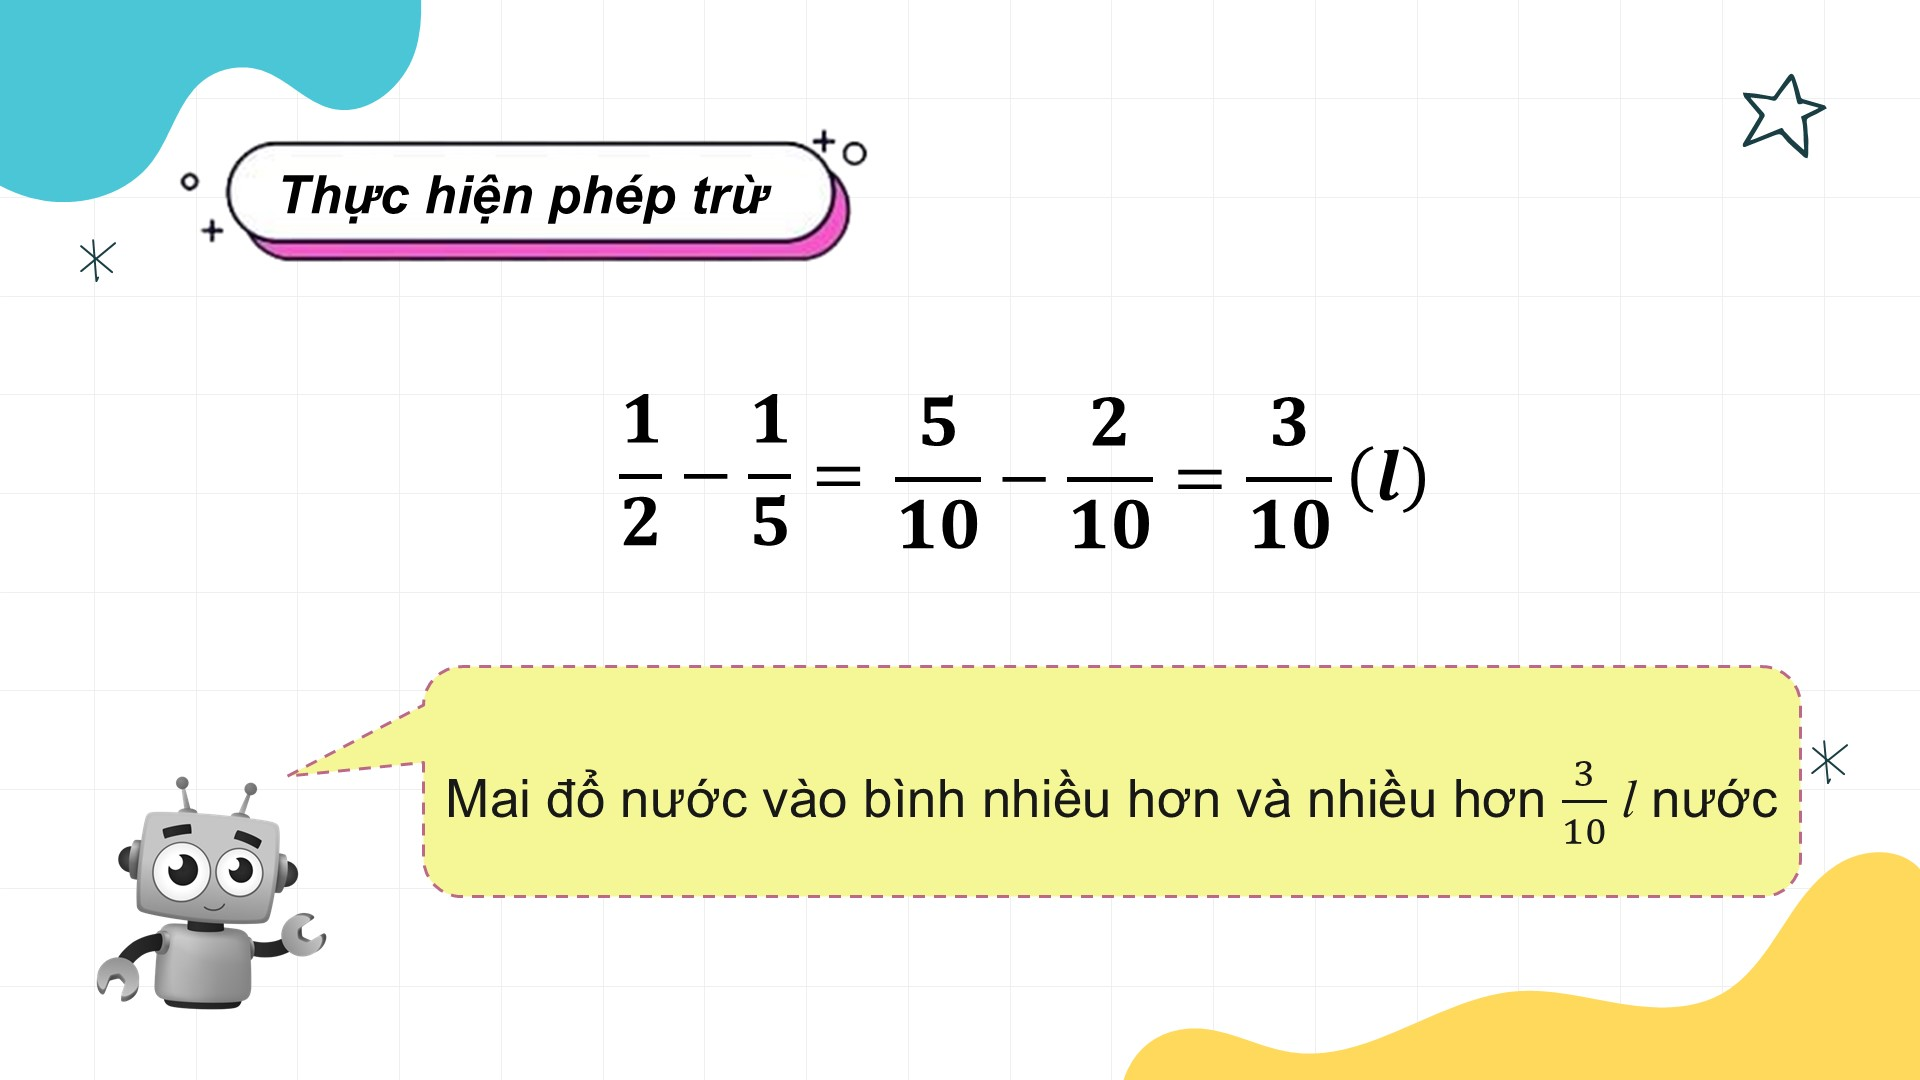 Thực hiện phép trừ
1/2 − 1/5 = 5/10 − 2/10 = 3/10 (l)
Mai đổ nước vào bình nhiều hơn và nhiều hơn 3/10 l nước